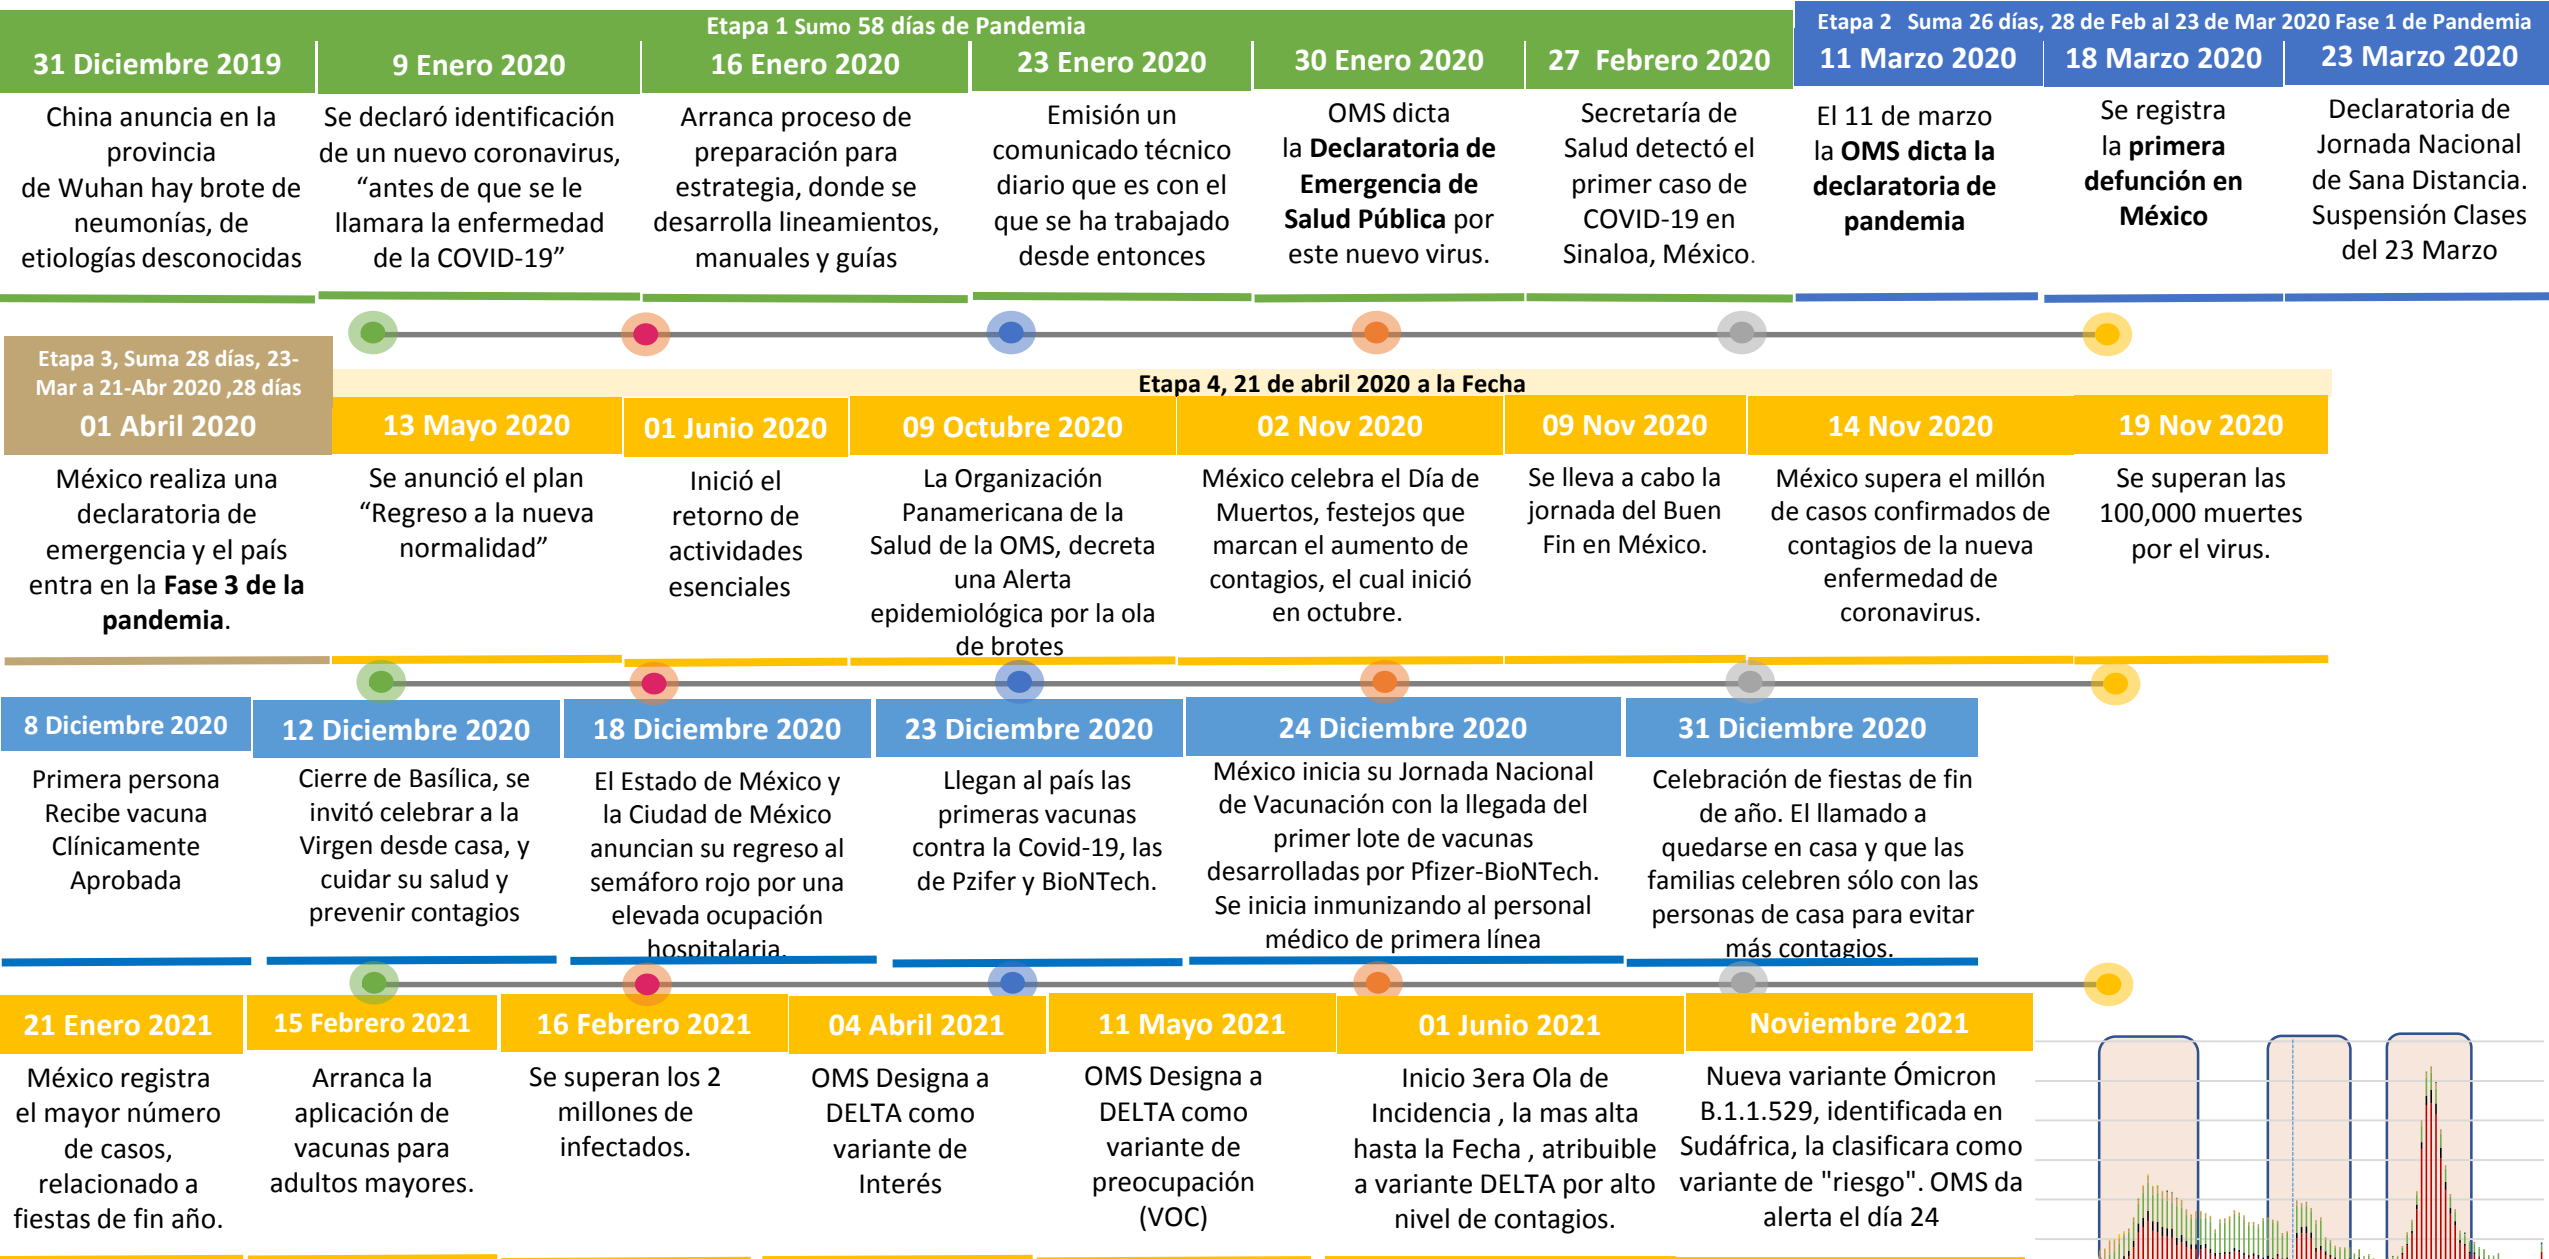 Etapa 1 Sumo 58 días de Pandemia
Etapa 2   Suma 26 días, 28 de Feb al 23 de Mar 2020 Fase 1 de Pandemia
31 Diciembre 2019
China anuncia en la
provincia
de Wuhan hay brote de
neumonías, de
etiologías desconocidas
9 Enero 2020
Se declaró identificación
de un nuevo coronavirus,
“antes de que se le
llamara la enfermedad
de la COVID-19”
16 Enero 2020
Arranca proceso de
preparación para
estrategia, donde se
desarrolla lineamientos,
manuales y guías
23 Enero 2020
Emisión un
comunicado técnico
diario que es con el
que se ha trabajado
desde entonces
30 Enero 2020
OMS dicta
la Declaratoria de
Emergencia de
Salud Pública por
este nuevo virus.
27  Febrero 2020
Secretaría de
Salud detectó el
primer caso de
COVID-19 en
Sinaloa, México.
11 Marzo 2020
El 11 de marzo
la OMS dicta la
declaratoria de
pandemia
18 Marzo 2020
Se registra
la primera
defunción en
México
23 Marzo 2020
Declaratoria de
Jornada Nacional
de Sana Distancia.
Suspensión Clases
del 23 Marzo
Etapa 3, Suma 28 días, 23-
Mar a 21-Abr 2020 ,28 días
Etapa 4, 21 de abril 2020 a la Fecha
01 Abril 2020
México realiza una
declaratoria de
emergencia y el país
entra en la Fase 3 de la
pandemia.
13 Mayo 2020
Se anunció el plan
“Regreso a la nueva
normalidad”
01 Junio 2020
Inició el
retorno de
actividades
esenciales
09 Octubre 2020
La Organización
Panamericana de la
Salud de la OMS, decreta
una Alerta
epidemiológica por la ola
de brotes
02 Nov 2020
México celebra el Día de
Muertos, festejos que
marcan el aumento de
contagios, el cual inició
en octubre.
09 Nov 2020
Se lleva a cabo la
jornada del Buen
Fin en México.
14 Nov 2020
México supera el millón
de casos confirmados de
contagios de la nueva
enfermedad de
coronavirus.
19 Nov 2020
Se superan las
100,000 muertes
por el virus.
8 Diciembre 2020
Primera persona
Recibe vacuna
Clínicamente
Aprobada
12 Diciembre 2020
Cierre de Basílica, se
invitó celebrar a la
Virgen desde casa, y
cuidar su salud y
prevenir contagios
18 Diciembre 2020
El Estado de México y
la Ciudad de México
anuncian su regreso al
semáforo rojo por una
elevada ocupación
hospitalaria.
23 Diciembre 2020
Llegan al país las
primeras vacunas
contra la Covid-19, las
de Pzifer y BioNTech.
24 Diciembre 2020
México inicia su Jornada Nacional
de Vacunación con la llegada del
primer lote de vacunas
desarrolladas por Pfizer-BioNTech.
Se inicia inmunizando al personal
médico de primera línea
31 Diciembre 2020
Celebración de fiestas de fin
de año. El llamado a
quedarse en casa y que las
familias celebren sólo con las
personas de casa para evitar
más contagios.
21 Enero 2021
México registra
el mayor número
de casos,
relacionado a
fiestas de fin año.
15 Febrero 2021
Arranca la
aplicación de
vacunas para
adultos mayores.
16 Febrero 2021
Se superan los 2
millones de
infectados.
04 Abril 2021
OMS Designa a
DELTA como
variante de
Interés
11 Mayo 2021
OMS Designa a
DELTA como
variante de
preocupación
(VOC)
01 Junio 2021
Inicio 3era Ola de
Incidencia , la mas alta
hasta la Fecha , atribuible
a variante DELTA por alto
nivel de contagios.
Noviembre 2021
Nueva variante Ómicron
B.1.1.529, identificada en
Sudáfrica, la clasificara como
variante de "riesgo". OMS da
alerta el día 24